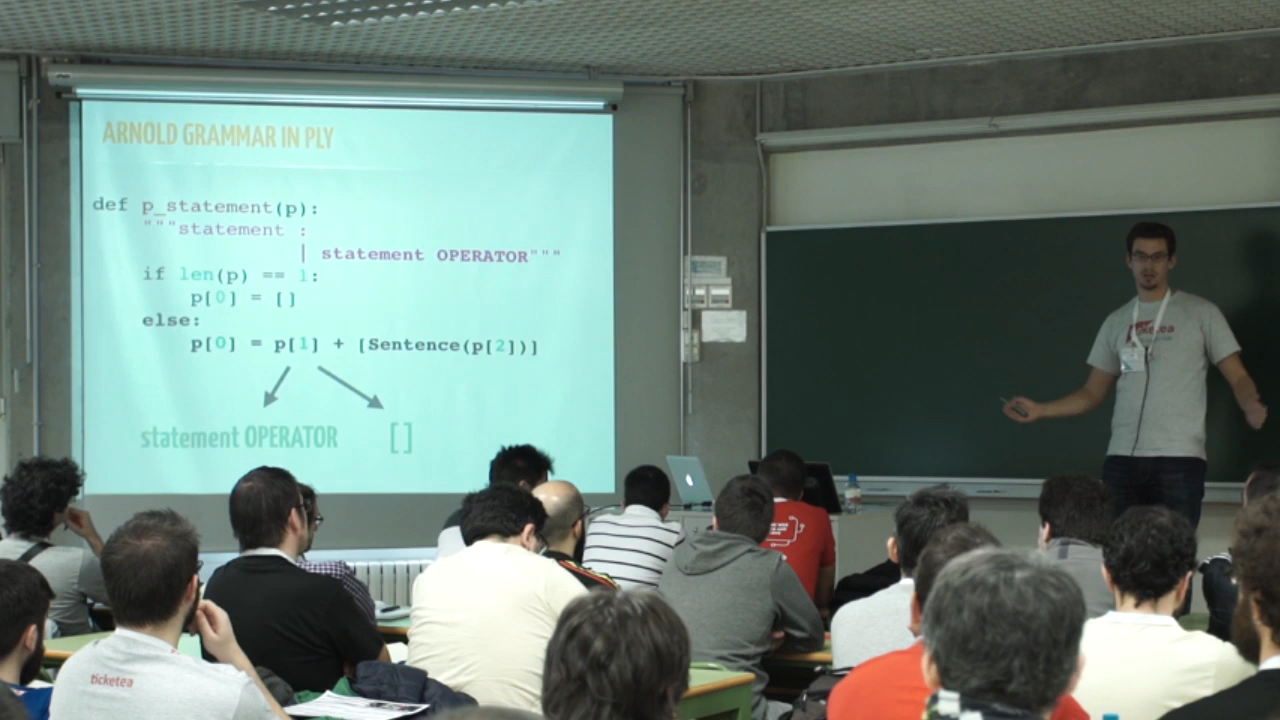 ARNOLD GRAMMAR IN PLY
def p_statement(p):
"""statement :
| statement OPERATOR"""
if len(p) == 1:
p[0] = []
else:
p[0] = p[1] + [Sentence(p[2])]
statement OPERATOR []
ticketea
ticketea